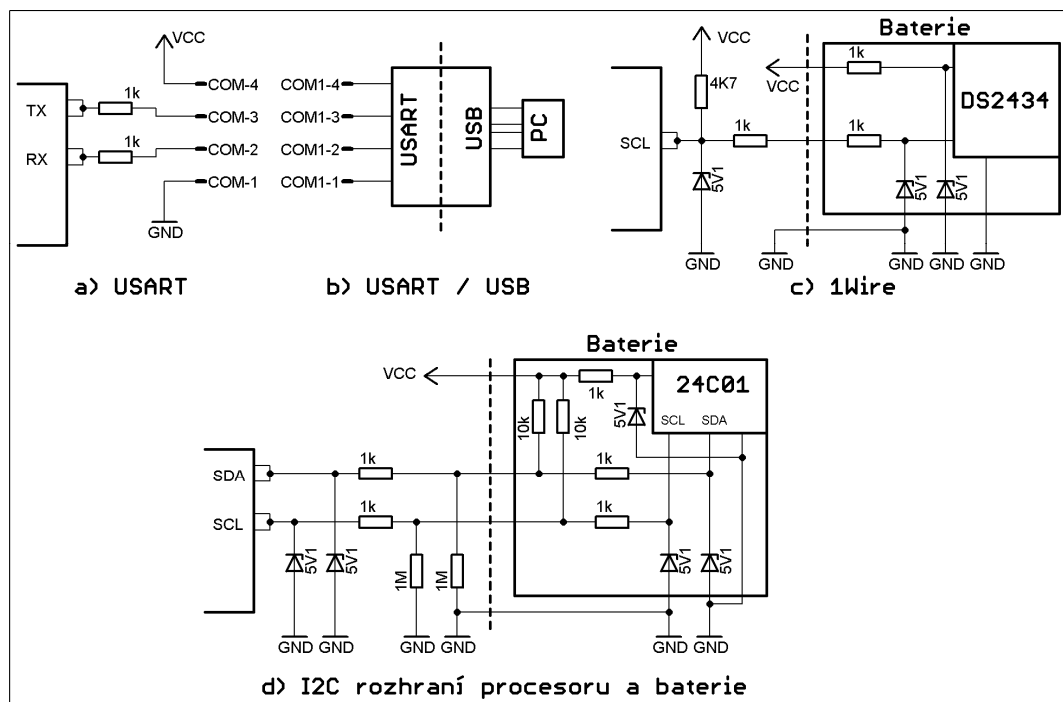 VCC
TX
1k
RX
1k
COM-4
COM-3
COM-2
COM-1
GND
COM1-4
COM1-3
COM1-2
COM1-1
USART
USB
PC
a) USART
b) USART / USB
Baterie
VCC
4K7
SCL
1k
5V1
GND
VCC
1k
1k
DS2434
5V1
5V1
GND
GND
GND
GND
c) 1Wire
Baterie
VCC
1k
24C01
SCL
SDA
5V1
10k
10k
SDA
1k
1k
SCL
1k
1k
5V1
5V1
1M
1M
5V1
5V1
GND
GND
GND
GND
GND
GND
d) I2C rozhraní procesoru a baterie